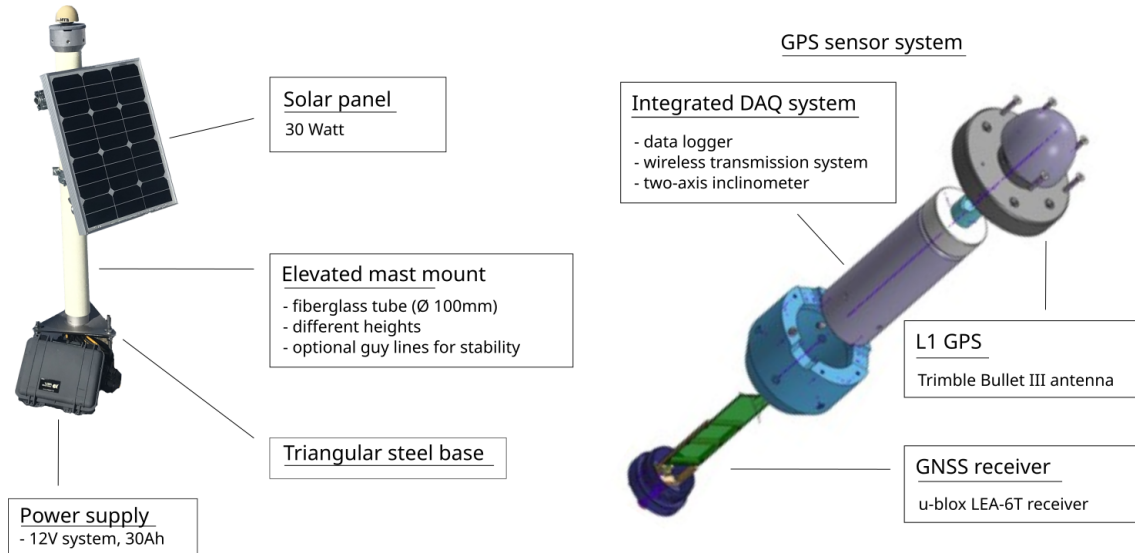 Solar panel
30 Watt
Elevated mast mount
- fiberglass tube (Ø 100mm)
- different heights
- optional guy lines for stability
Triangular steel base
Power supply
- 12V system, 30Ah
GPS sensor system
Integrated DAQ system
- data logger
- wireless transmission system
- two-axis inclinometer
L1 GPS
Trimble Bullet III antenna
GNSS receiver
u-blox LEA-6T receiver